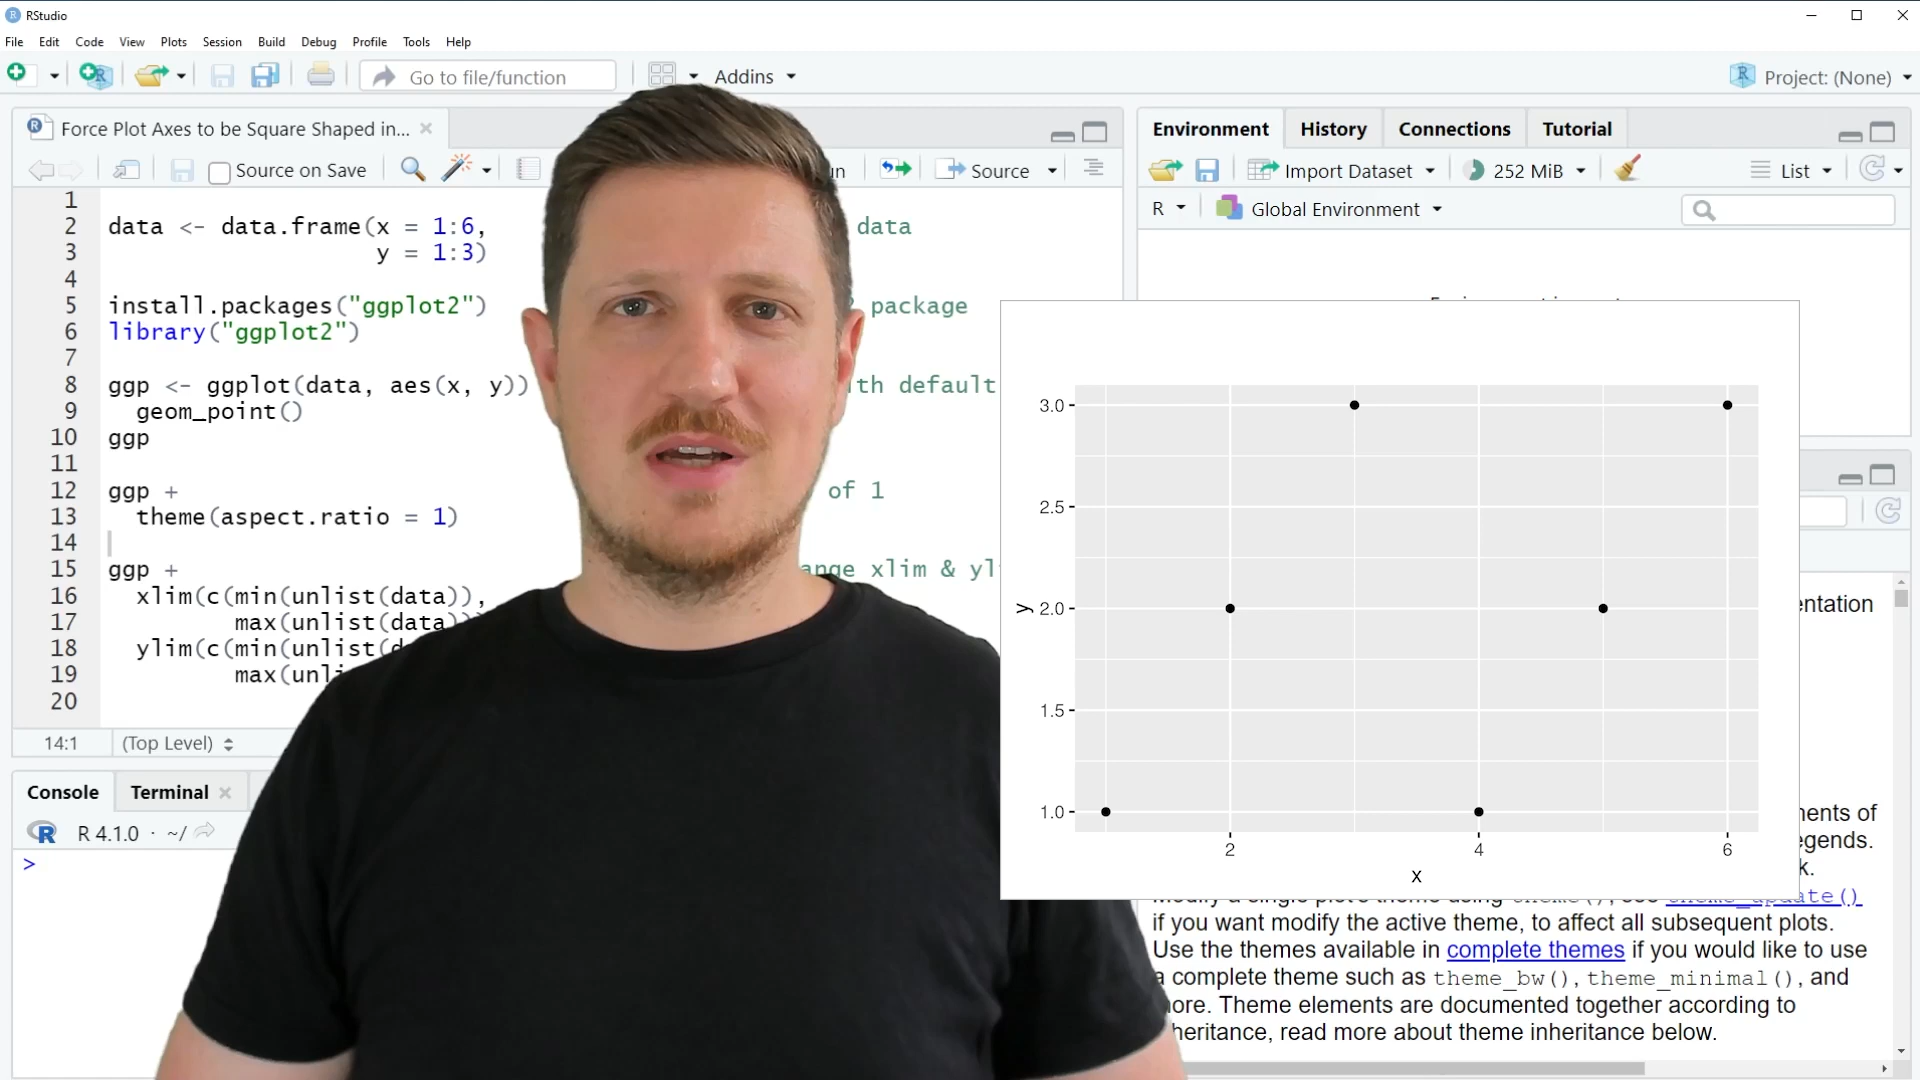 RStudio
File Edit Code View Plots Session Build Debug Profile Tools Help
Go to file/function
Addins
Project: (None)
Force Plot Axes to be Square Shaped in...
Source on Save
Source
1
2 data <- data.frame(x = 1:6, data
3 y = 1:3)
4
5 install.packages("ggplot2") package
6 library("ggplot2")
7
8 ggp <- ggplot(data, aes(x, y)) default
9 geom_point()
10 ggp
11
12 ggp + of 1
13 theme(aspect.ratio = 1)
14
15 ggp + xlim &
16 xlim(c(min(unlist(data)),
17 max(unlist(data)
18 ylim(c(min(unlist(
19 max(
20
14:1 (Top Level)
Console Terminal
R 4.1.0 · ~/
>
Environment History Connections Tutorial
Import Dataset 252 MiB List
R Global Environment
3.0
2.5
2.0
1.5
1.0
y
2 4 6
x
if you want modify the active theme, to affect all subsequent plots.
Use the themes available in complete themes if you would like to use
a complete theme such as theme_bw(), theme_minimal(), and
more. Theme elements are documented together according to
inheritance, read more about theme inheritance below.